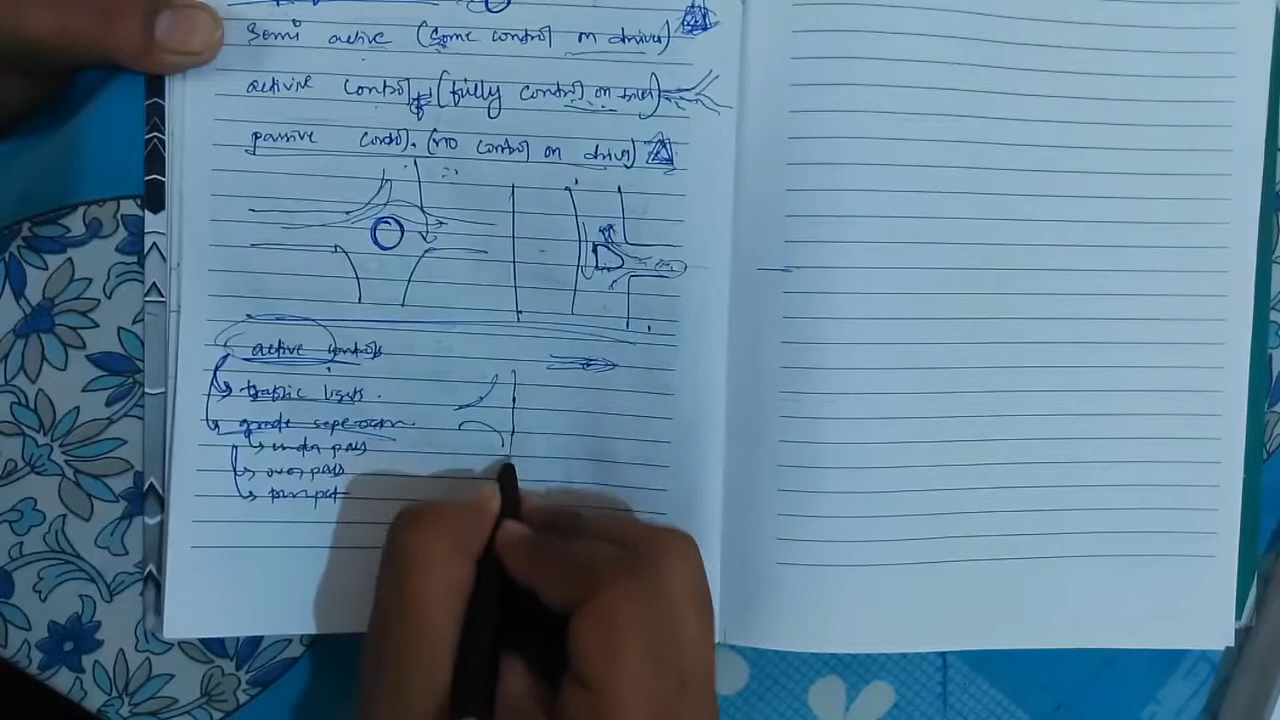 semi active (some control on driver)
active control (fully control on driver)
passive control. (no control on driver)
active controls
traffic lights.
grade
under pass
over pass